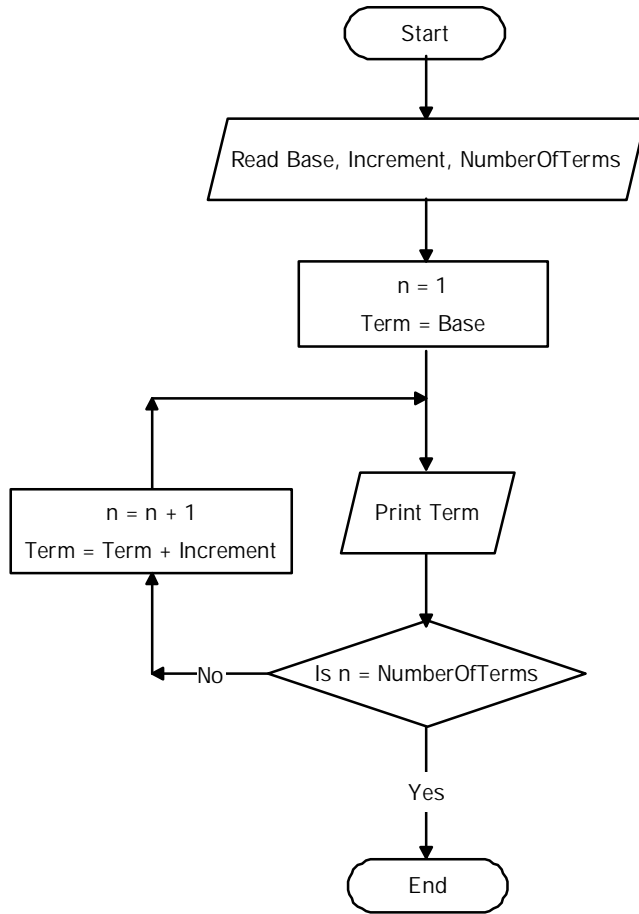 Start
Read Base, Increment, NumberOfTerms
n = 1
Term = Base
Print Term
n = n + 1
Term = Term + Increment
Is n = NumberOfTerms
No
Yes
End